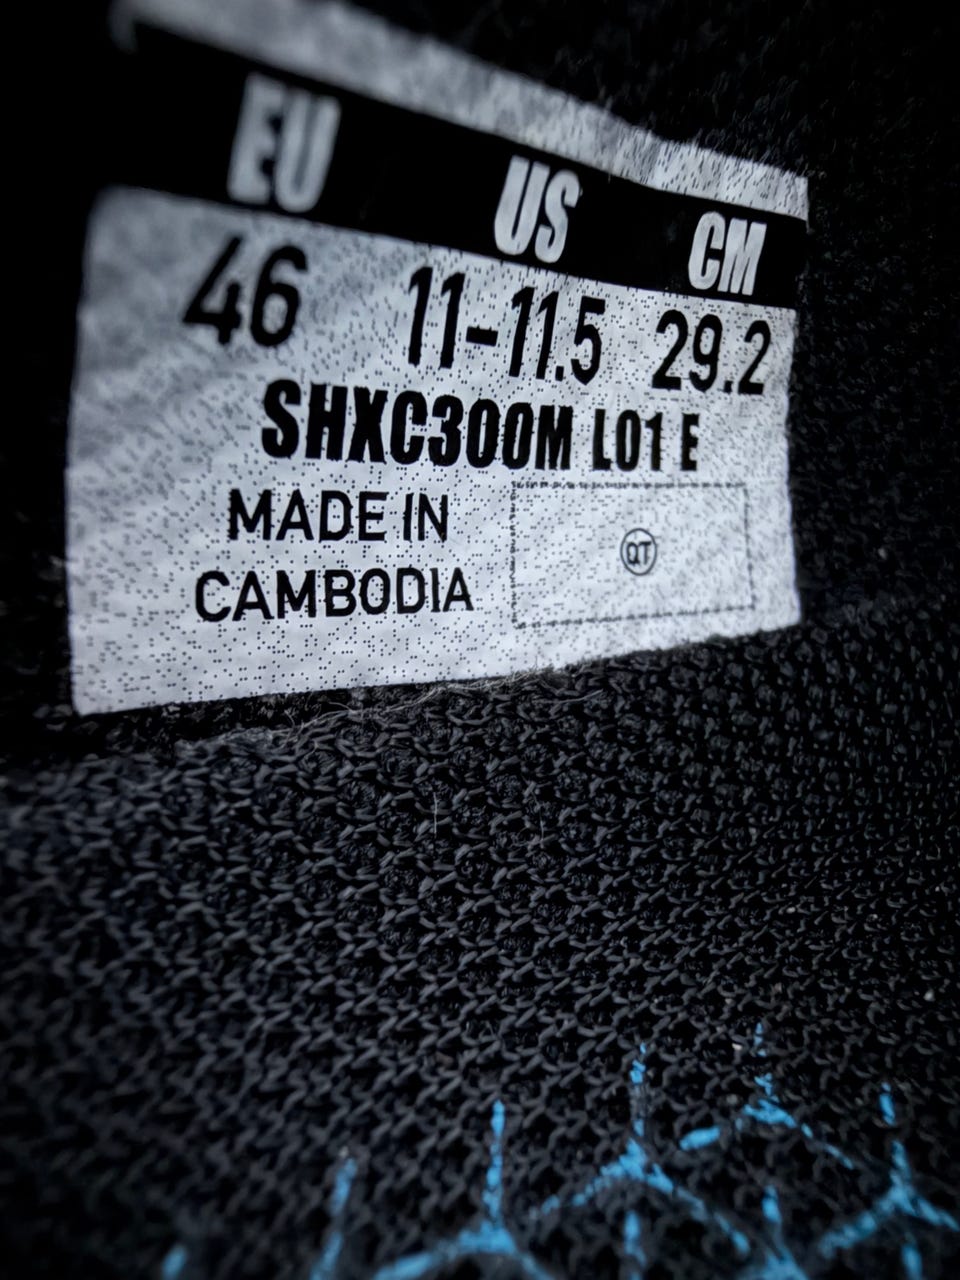 EU US CM
46 11-11.5 29.2
SHXC300M L01 E
MADE IN
CAMBODIA
QT